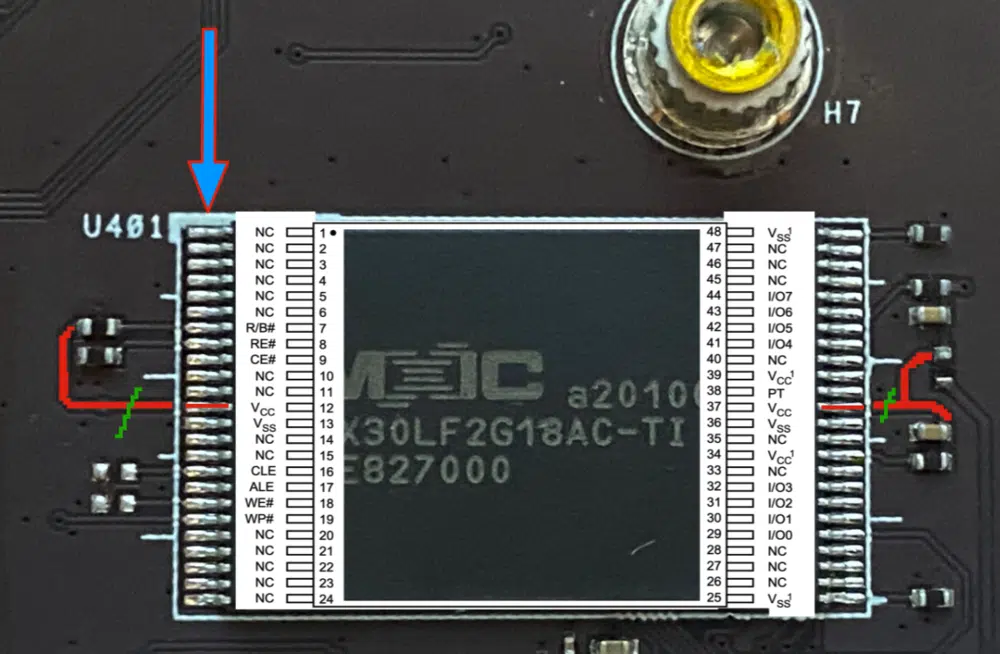 H7
U401
NC 1 48 VSS¹
NC 2 47 NC
NC 3 46 NC
NC 4 45 NC
NC 5 44 I/O7
NC 6 43 I/O6
R/B# 7 42 I/O5
RE# 8 41 I/O4
CE# 9 40 NC
NC 10 39 VCC¹
NC 11 38 PT
VCC 12 37 VCC
VSS 13 36 VSS
NC 14 35 NC
NC 15 34 VCC¹
CLE 16 33 NC
ALE 17 32 I/O3
WE# 18 31 I/O2
WP# 19 30 I/O1
NC 20 29 I/O0
NC 21 28 NC
NC 22 27 NC
NC 23 26 NC
NC 24 25 VSS¹
MXIC
a2010
X30LF2G18AC-TI
E827000